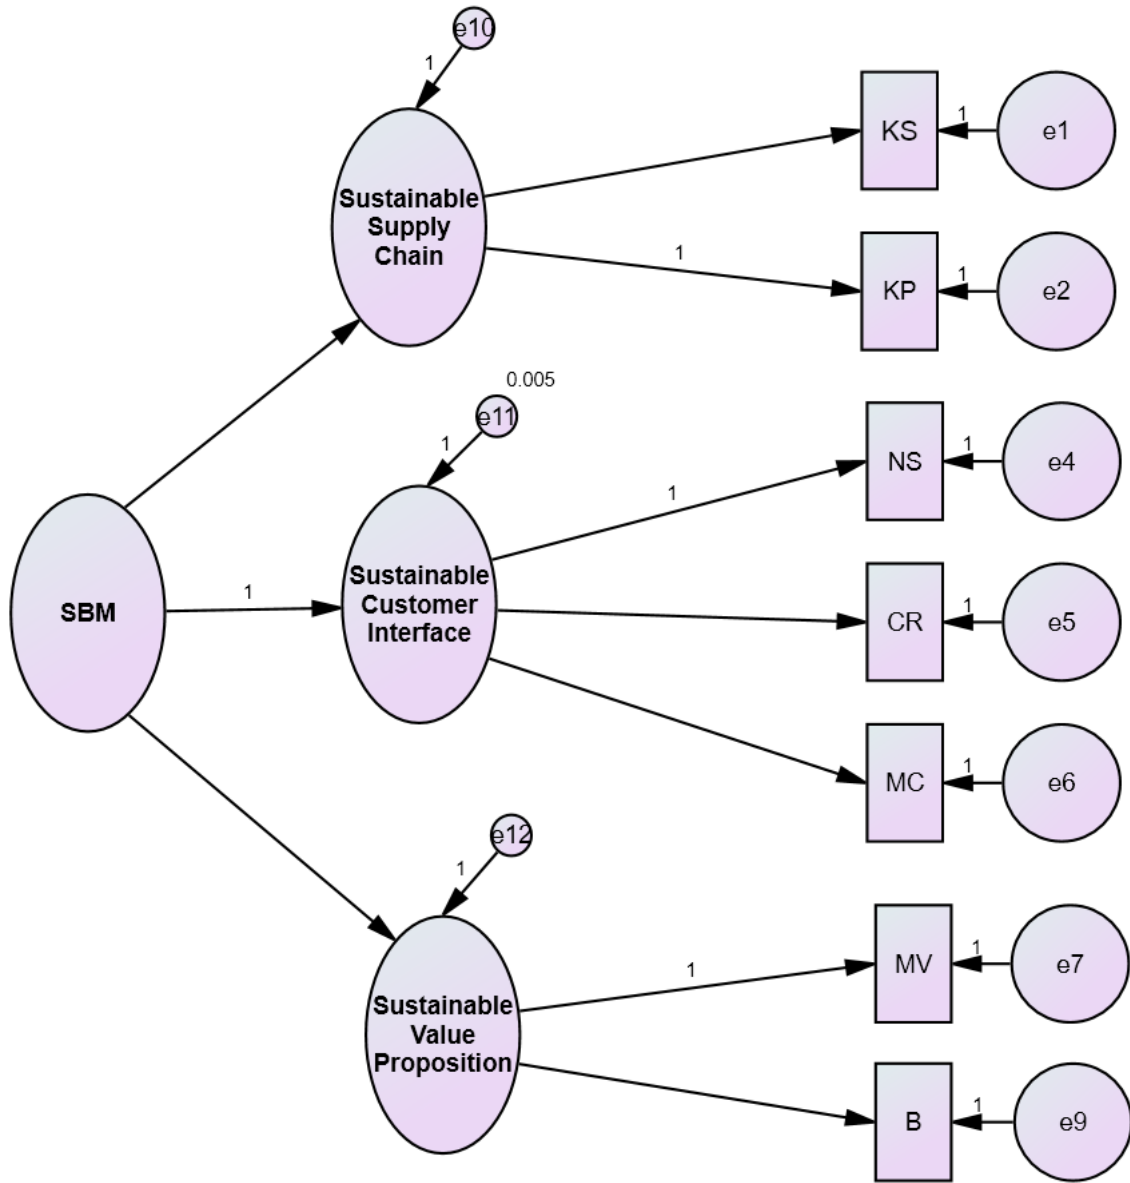 e10
1
Sustainable
Supply
Chain
KS
1
e1
1
KP
1
e2
0.005
e11
1
1
NS
1
e4
SBM
1
Sustainable
Customer
Interface
CR
1
e5
MC
1
e6
e12
1
Sustainable
Value
Proposition
1
MV
1
e7
B
1
e9